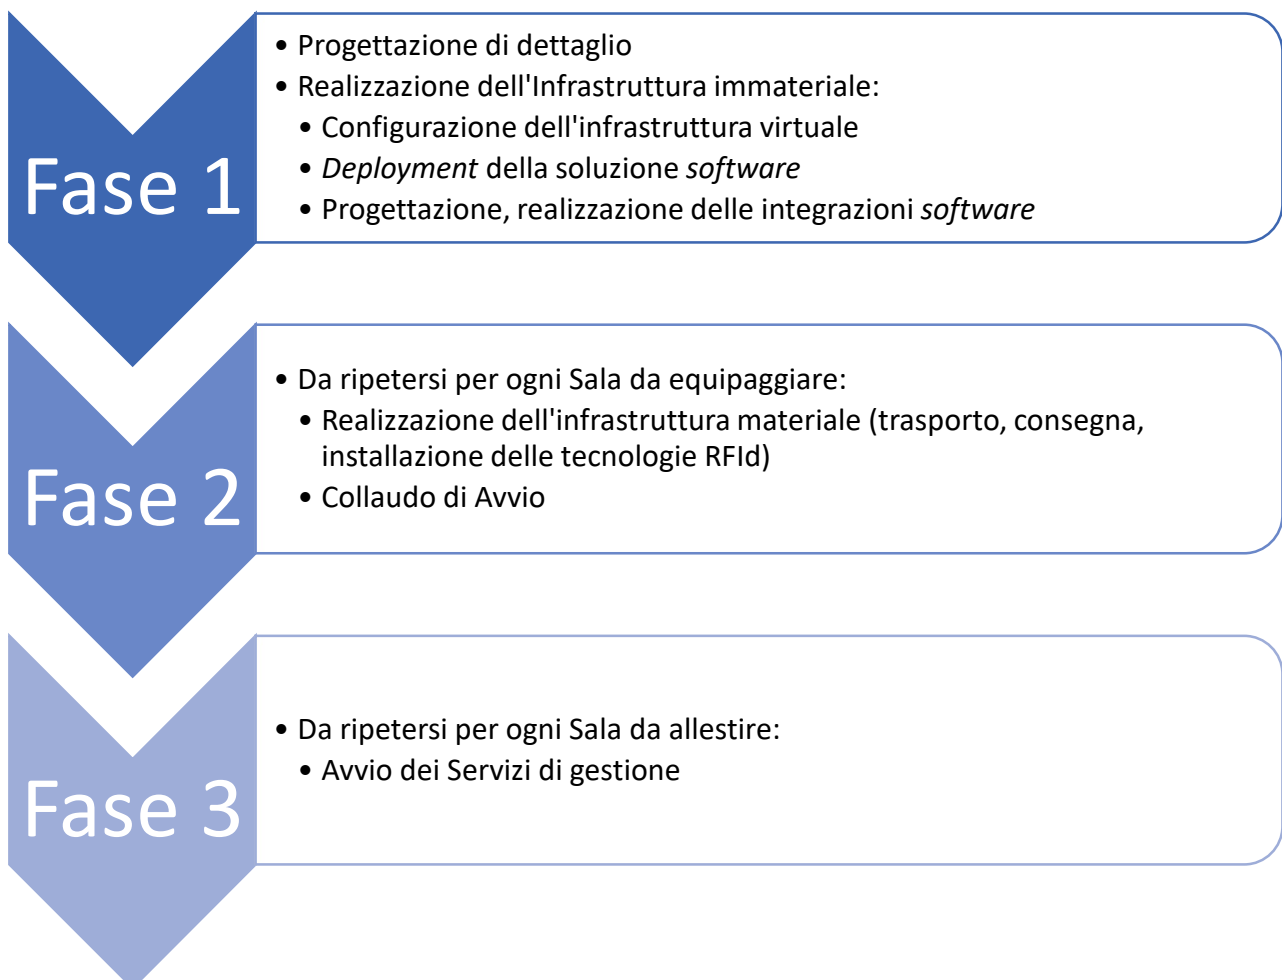 Fase 1
• Progettazione di dettaglio
• Realizzazione dell'Infrastruttura immateriale:
• Configurazione dell'infrastruttura virtuale
• Deployment della soluzione software
• Progettazione, realizzazione delle integrazioni software
Fase 2
• Da ripetersi per ogni Sala da equipaggiare:
• Realizzazione dell'infrastruttura materiale (trasporto, consegna,
installazione delle tecnologie RFId)
• Collaudo di Avvio
Fase 3
• Da ripetersi per ogni Sala da allestire:
• Avvio dei Servizi di gestione